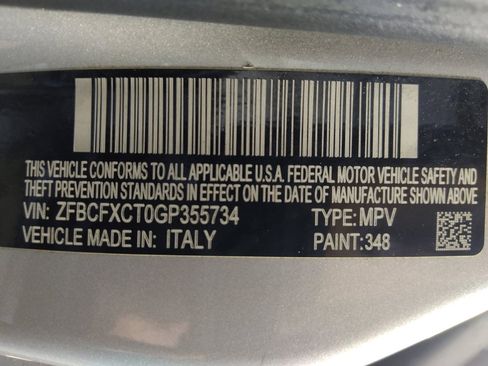 THIS VEHICLE CONFORMS TO ALL APPLICABLE U.S.A. FEDERAL MOTOR VEHICLE SAFETY AND
THEFT PREVENTION STANDARDS IN EFFECT ON THE DATE OF MANUFACTURE SHOWN ABOVE
VIN: ZFBCFXCT0GP355734 TYPE: MPV
VEHICLE MADE IN: ITALY PAINT: 348